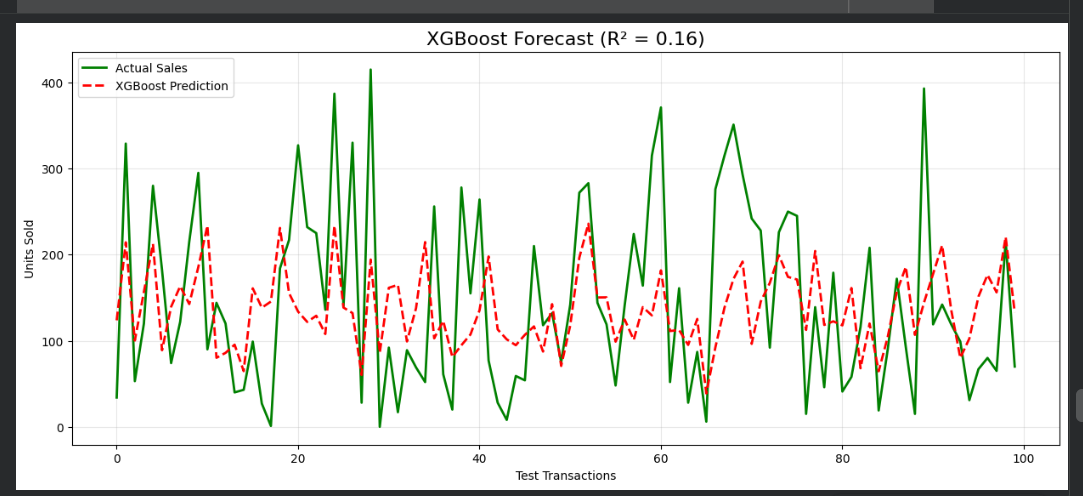 XGBoost Forecast (R² = 0.16)
Actual Sales
XGBoost Prediction
400
300
200
100
0
Units Sold
0 20 40 60 80 100
Test Transactions